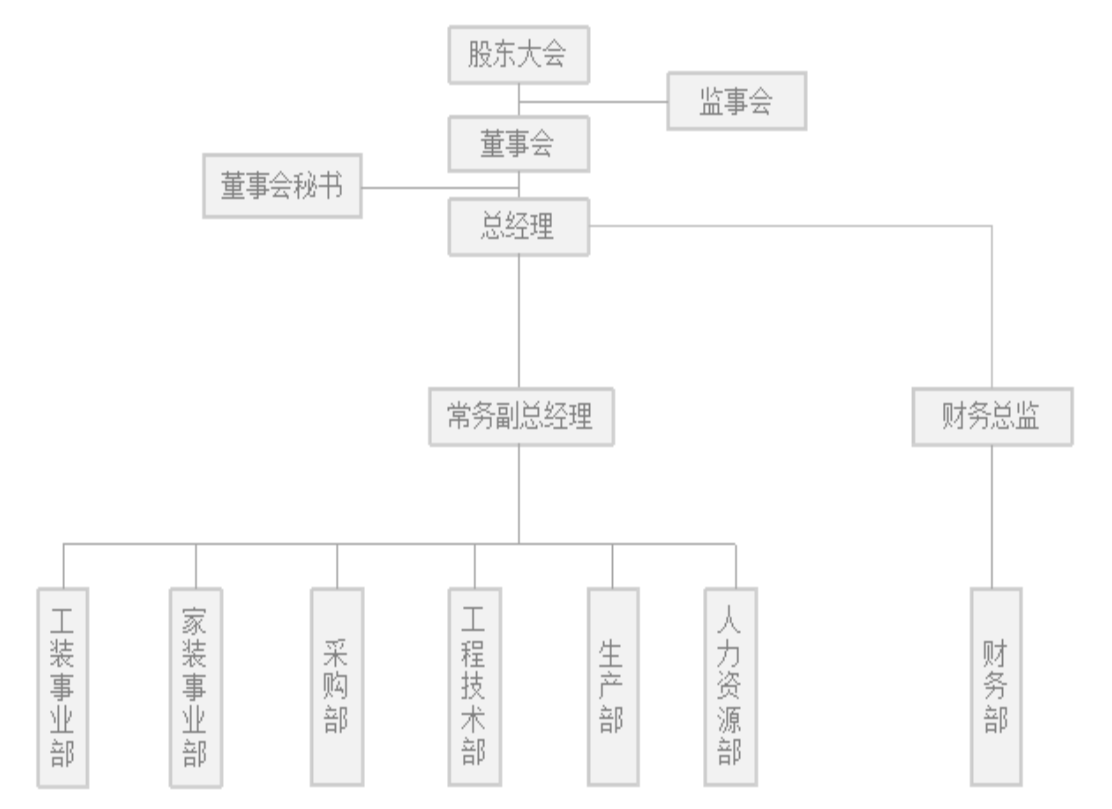 股东大会
监事会
董事会
董事会秘书
总经理
常务副总经理
财务总监
工装事业部
家装事业部
采购部
工程技术部
生产部
人力资源部
财务部